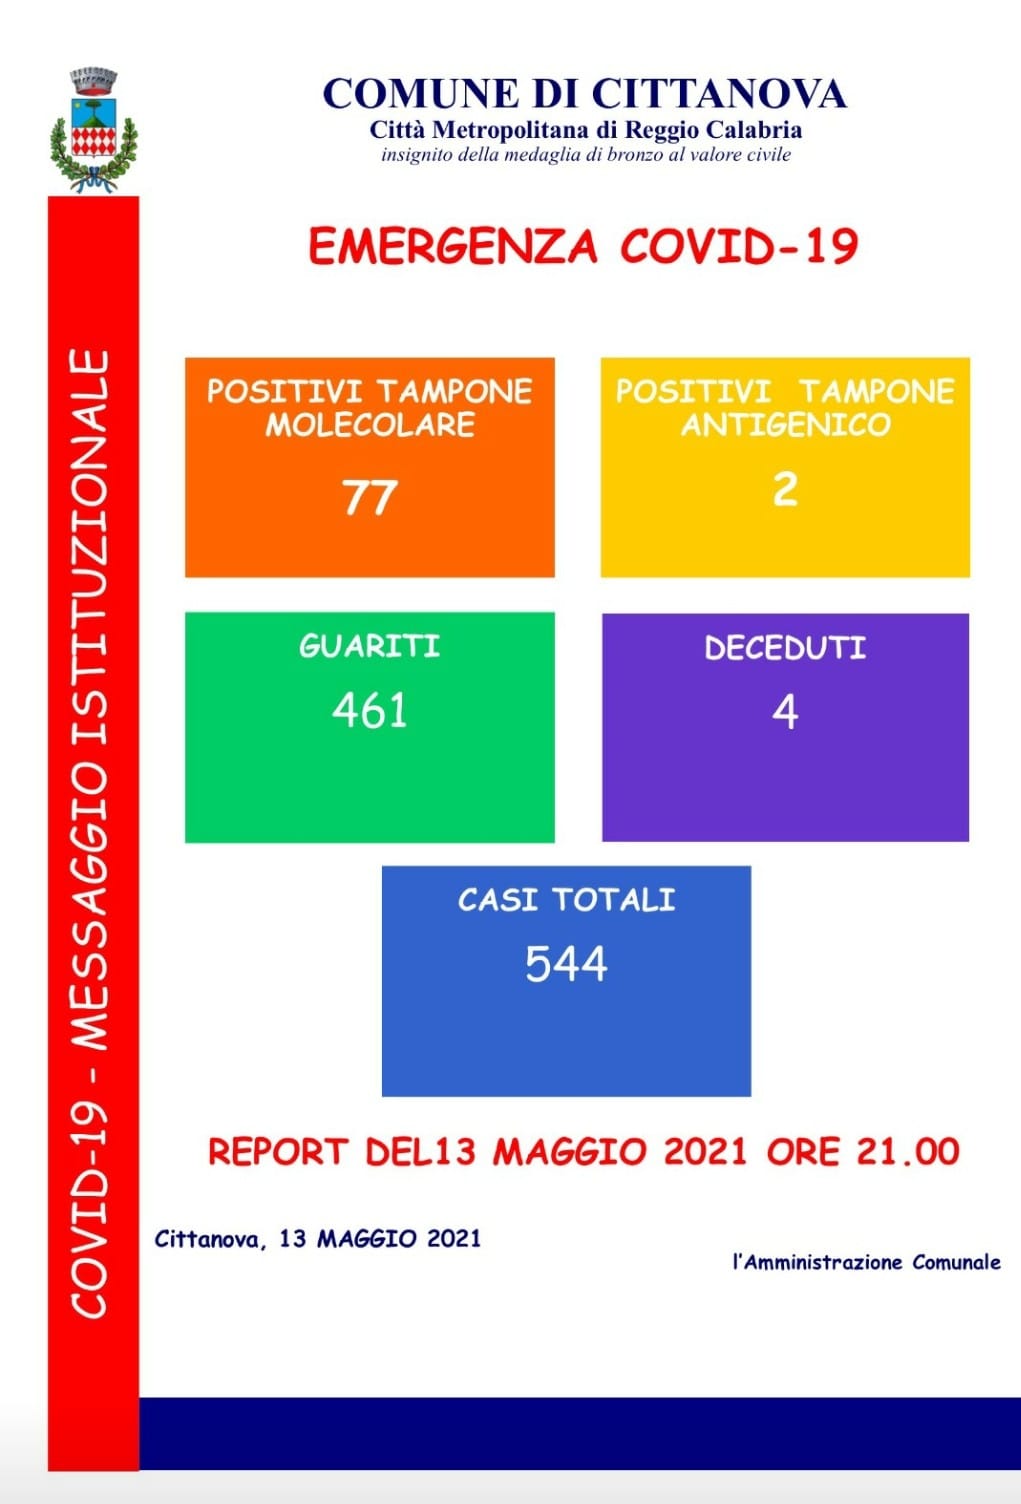 COMUNE DI CITTANOVA
Città Metropolitana di Reggio Calabria
insignito della medaglia di bronzo al valore civile
EMERGENZA COVID-19
COVID-19 - MESSAGGIO ISTITUZIONALE
POSITIVI TAMPONE
MOLECOLARE
77
POSITIVI TAMPONE
ANTIGENICO
2
GUARITI
461
DECEDUTI
4
CASI TOTALI
544
REPORT DEL13 MAGGIO 2021 ORE 21.00
Cittanova, 13 MAGGIO 2021
l'Amministrazione Comunale